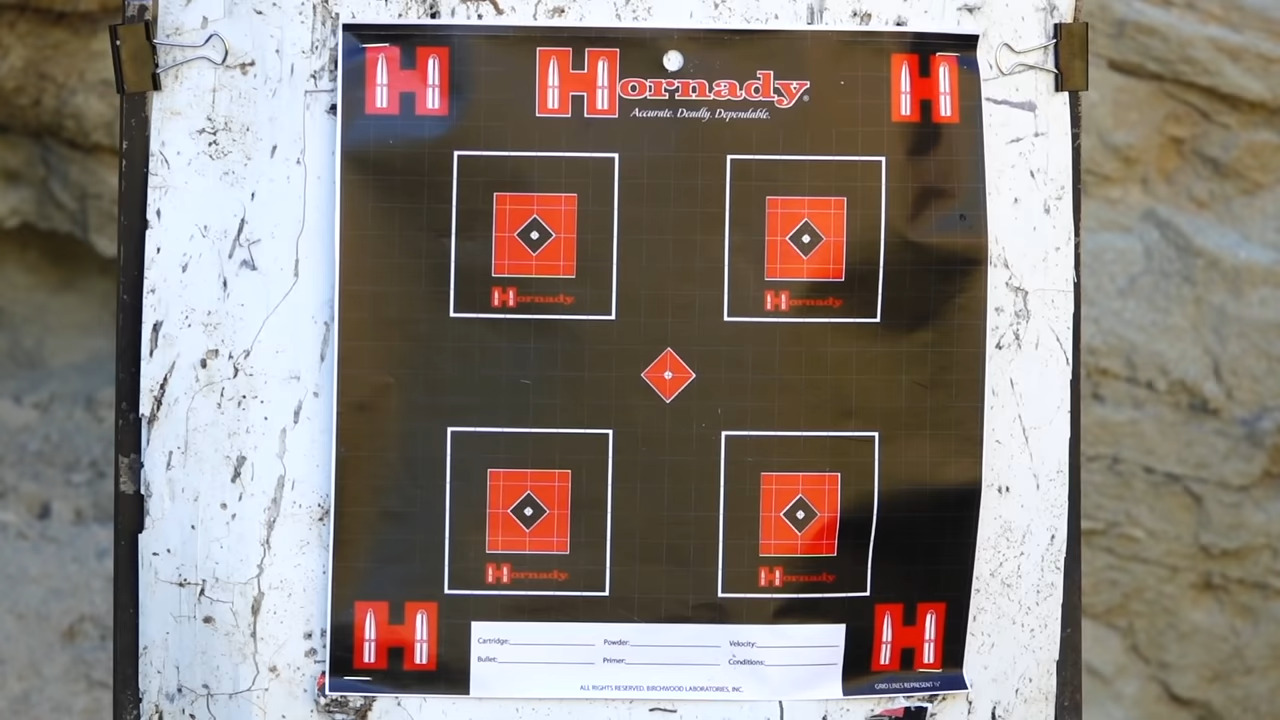 H
Hornady®
H
Accurate. Deadly. Dependable.
Hornady
Hornady
Hornady
Hornady
H
H
Cartridge: Powder: Velocity:
Bullet: Primer: Conditions:
ALL RIGHTS RESERVED. BIRCHWOOD LABORATORIES, INC.
GRID LINES REPRESENT ½"